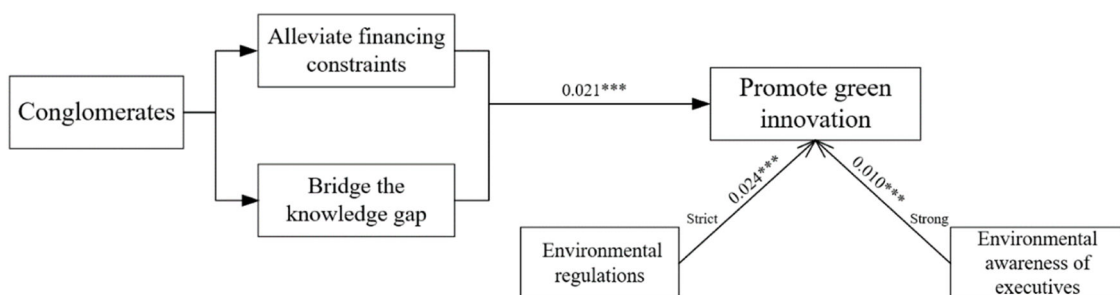 Alleviate financing
constraints
Conglomerates
0.021***
Promote green
innovation
Bridge the
knowledge gap
0.024***
0.010***
Strict
Strong
Environmental
regulations
Environmental
awareness of
executives